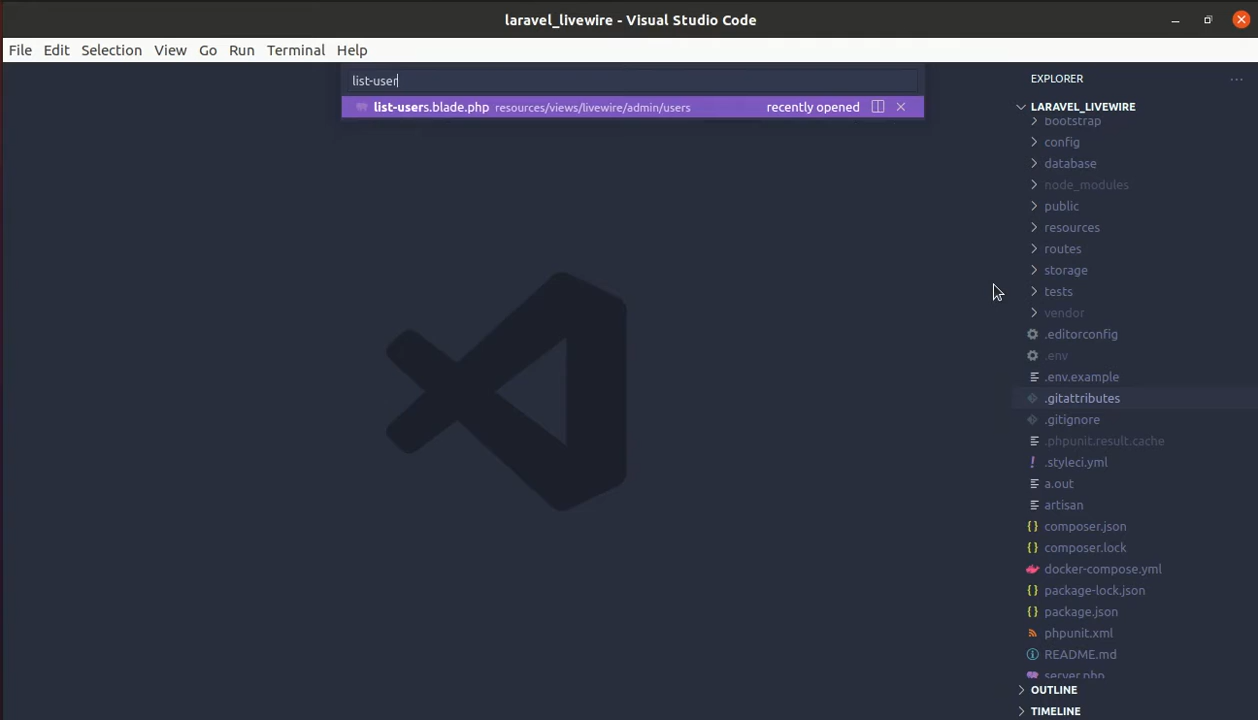 laravel_livewire - Visual Studio Code
File Edit Selection View Go Run Terminal Help
list-user
list-users.blade.php resources/views/livewire/admin/users recently opened
EXPLORER
LARAVEL_LIVEWIRE
bootstrap
config
database
node_modules
public
resources
routes
storage
tests
vendor
.editorconfig
.env
.env.example
.gitattributes
.gitignore
.phpunit.result.cache
.styleci.yml
a.out
artisan
composer.json
composer.lock
docker-compose.yml
package-lock.json
package.json
phpunit.xml
README.md
server.php
OUTLINE
TIMELINE